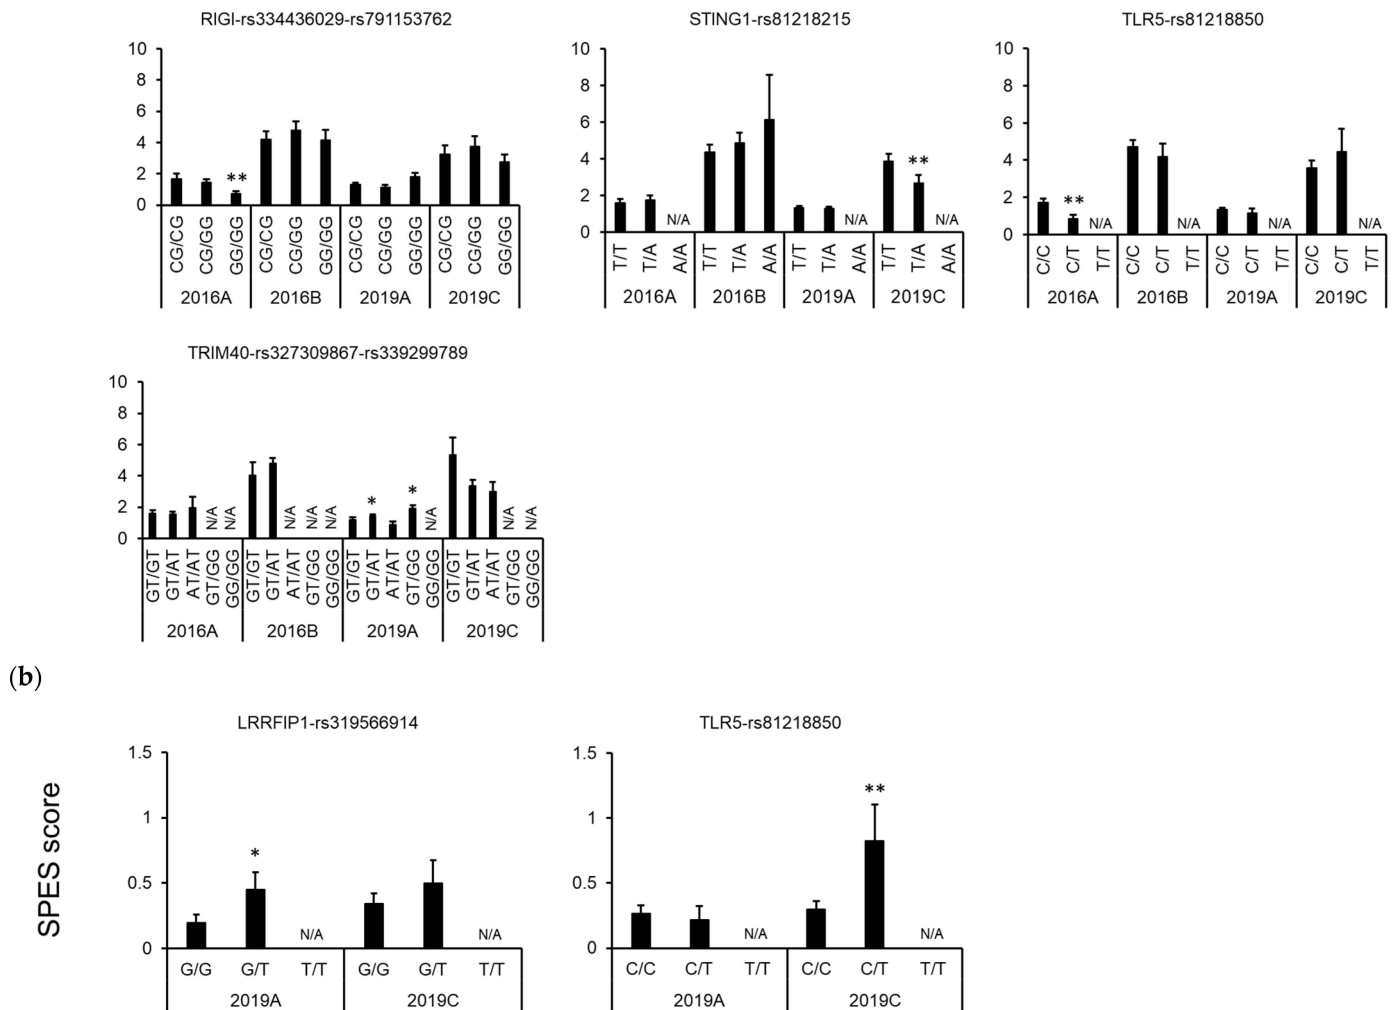 RIGI-rs334436029-rs791153762
10
8
6
4
2
0
**
CG/CG CG/GG GG/GG CG/CG CG/GG GG/GG CG/CG CG/GG GG/GG CG/CG CG/GG GG/GG
2016A 2016B 2019A 2019C
STING1-rs81218215
10
8
6
4
2
0
**
N/A N/A N/A
T/T T/A A/A T/T T/A A/A T/T T/A A/A T/T T/A A/A
2016A 2016B 2019A 2019C
TLR5-rs81218850
10
8
6
4
2
0
**
N/A N/A N/A N/A
C/C C/T T/T C/C C/T T/T C/C C/T T/T C/C C/T T/T
2016A 2016B 2019A 2019C
TRIM40-rs327309867-rs339299789
10
8
6
4
2
0
* *
N/A N/A N/A N/A N/A N/A N/A N/A
GT/GT GT/AT AT/AT GT/GG GG/GG GT/GT GT/AT AT/AT GT/GG GG/GG GT/GT GT/AT AT/AT GT/GG GG/GG GT/GT GT/AT AT/AT GT/GG GG/GG
2016A 2016B 2019A 2019C
(b)
SPES score
LRRFIP1-rs319566914
1.5
1
0.5
0
*
N/A N/A
G/G G/T T/T G/G G/T T/T
2019A 2019C
TLR5-rs81218850
1.5
1
0.5
0
**
N/A N/A
C/C C/T T/T C/C C/T T/T
2019A 2019C